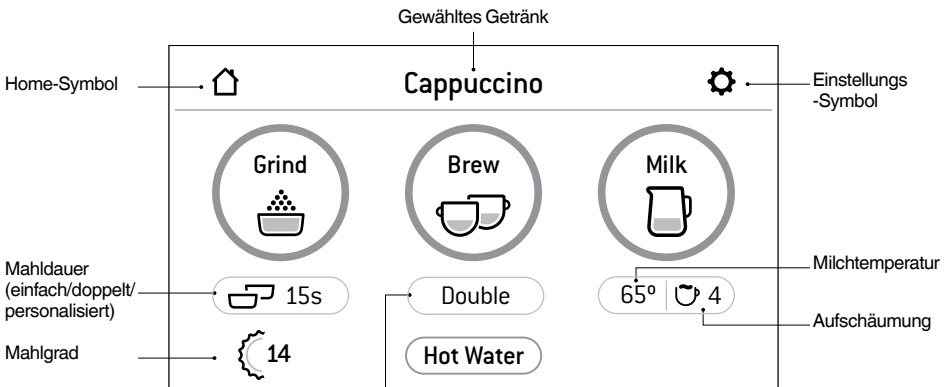 Gewähltes Getränk
Home-Symbol
Cappuccino
Einstellungs
-Symbol
Grind
Brew
Milk
Mahldauer
(einfach/doppelt/
personalisiert)
15s
Double
65º
4
Milchtemperatur
Aufschäumung
Mahlgrad
14
Hot Water